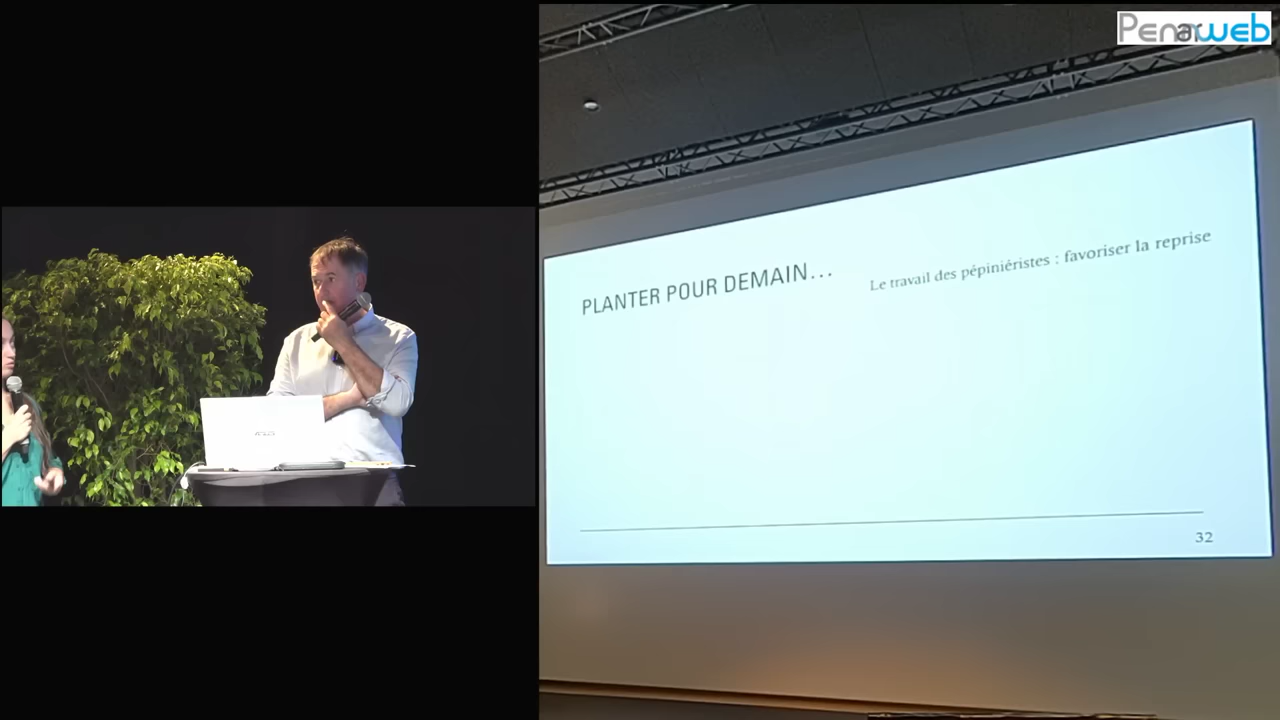 Penarweb
PLANTER POUR DEMAIN...
Le travail des pépiniéristes : favoriser la reprise
32